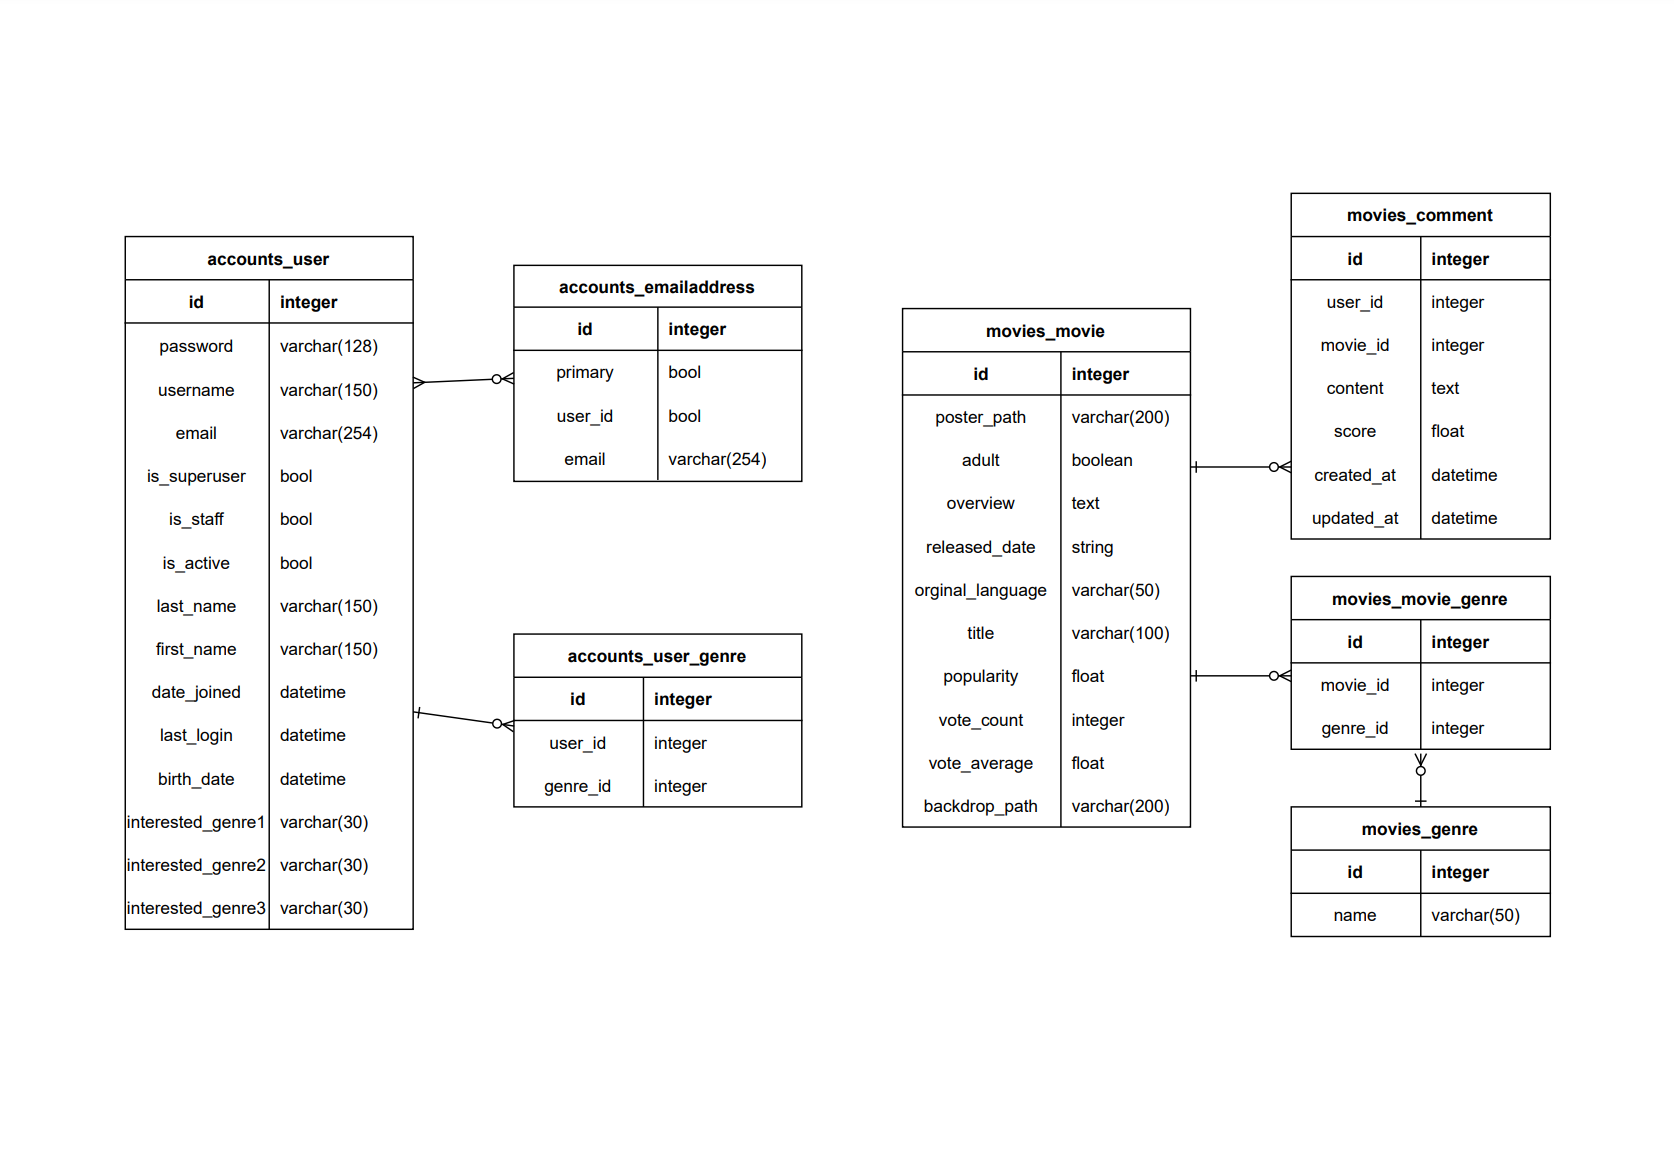 accounts_user
id integer
password varchar(128)
username varchar(150)
email varchar(254)
is_superuser bool
is_staff bool
is_active bool
last_name varchar(150)
first_name varchar(150)
date_joined datetime
last_login datetime
birth_date datetime
interested_genre1 varchar(30)
interested_genre2 varchar(30)
interested_genre3 varchar(30)
accounts_emailaddress
id integer
primary bool
user_id bool
email varchar(254)
accounts_user_genre
id integer
user_id integer
genre_id integer
movies_movie
id integer
poster_path varchar(200)
adult boolean
overview text
released_date string
orginal_language varchar(50)
title varchar(100)
popularity float
vote_count integer
vote_average float
backdrop_path varchar(200)
movies_comment
id integer
user_id integer
movie_id integer
content text
score float
created_at datetime
updated_at datetime
movies_movie_genre
id integer
movie_id integer
genre_id integer
movies_genre
id integer
name varchar(50)